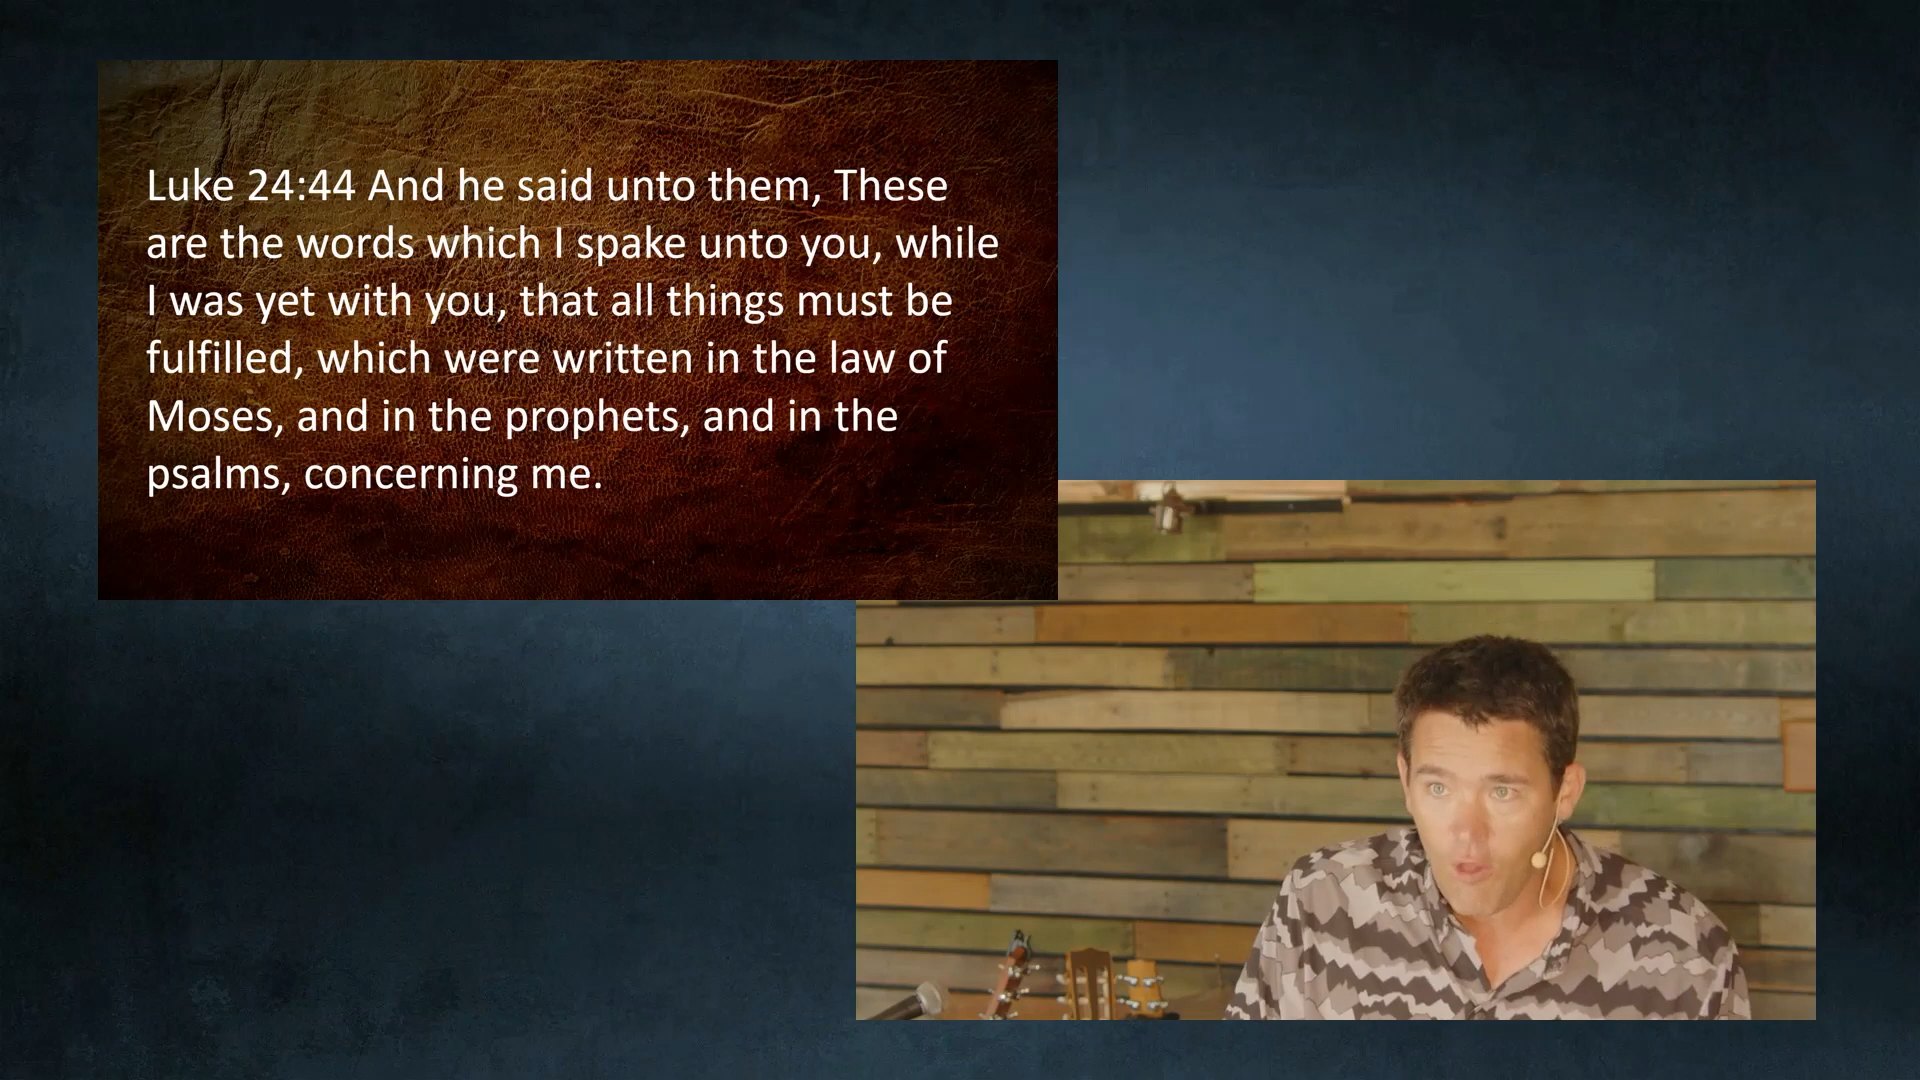 Luke 24:44 And he said unto them, These
are the words which I spake unto you, while
I was yet with you, that all things must be
fulfilled, which were written in the law of
Moses, and in the prophets, and in the
psalms, concerning me.